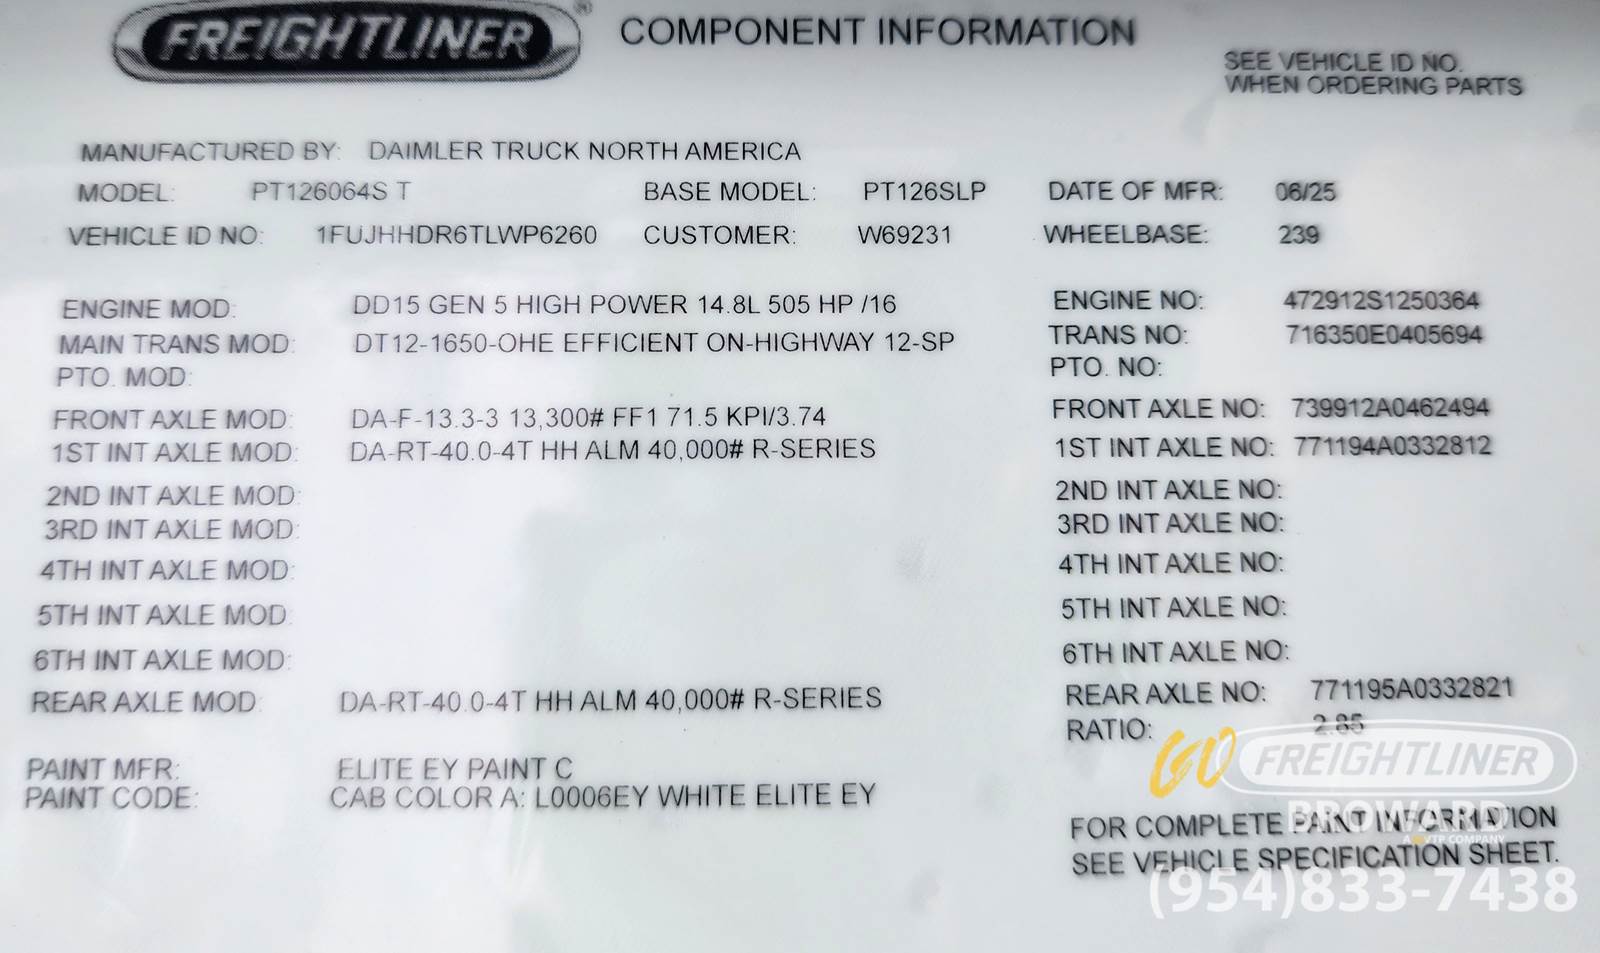 FREIGHTLINER® COMPONENT INFORMATION
SEE VEHICLE ID NO.
WHEN ORDERING PARTS
MANUFACTURED BY: DAIMLER TRUCK NORTH AMERICA
MODEL: PT126064S T BASE MODEL: PT126SLP DATE OF MFR: 06/25
VEHICLE ID NO: 1FUJHHDR6TLWP6260 CUSTOMER: W69231 WHEELBASE: 239
ENGINE MOD: DD15 GEN 5 HIGH POWER 14.8L 505 HP /16 ENGINE NO: 472912S1250364
MAIN TRANS MOD: DT12-1650-OHE EFFICIENT ON-HIGHWAY 12-SP TRANS NO: 716350E0405694
PTO. MOD: PTO. NO:
FRONT AXLE MOD: DA-F-13.3-3 13,300# FF1 71.5 KPI/3.74 FRONT AXLE NO: 739912A0462494
1ST INT AXLE MOD: DA-RT-40.0-4T HH ALM 40,000# R-SERIES 1ST INT AXLE NO: 771194A0332812
2ND INT AXLE MOD: 2ND INT AXLE NO:
3RD INT AXLE MOD: 3RD INT AXLE NO:
4TH INT AXLE MOD: 4TH INT AXLE NO:
5TH INT AXLE MOD: 5TH INT AXLE NO:
6TH INT AXLE MOD: 6TH INT AXLE NO:
REAR AXLE MOD: DA-RT-40.0-4T HH ALM 40,000# R-SERIES REAR AXLE NO: 771195A0332821
RATIO: 2.85
PAINT MFR: ELITE EY PAINT C
PAINT CODE: CAB COLOR A: L0006EY WHITE ELITE EY
GO FREIGHTLINER
BROWARD
A VTP COMPANY
FOR COMPLETE PAINT INFORMATION
SEE VEHICLE SPECIFICATION SHEET.
(954)833-7438